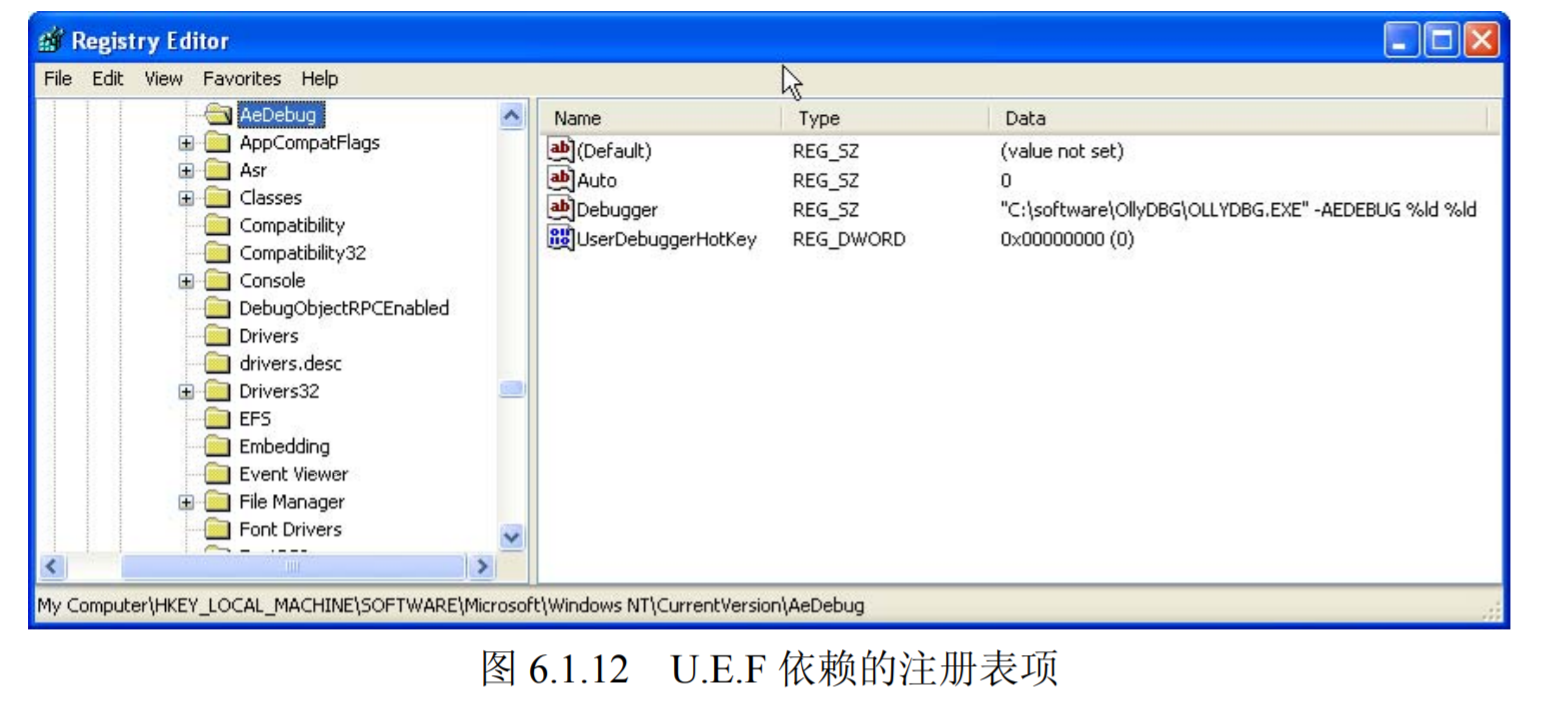 Registry Editor
File Edit View Favorites Help
AeDebug
AppCompatFlags
Asr
Classes
Compatibility
Compatibility32
Console
DebugObjectRPCEnabled
Drivers
drivers.desc
Drivers32
EFS
Embedding
Event Viewer
File Manager
Font Drivers
Name Type Data
(Default) REG_SZ (value not set)
Auto REG_SZ 0
Debugger REG_SZ "C:\software\OllyDBG\OLLYDBG.EXE" -AEDEBUG %ld %ld
UserDebuggerHotKey REG_DWORD 0x00000000 (0)
My Computer\HKEY_LOCAL_MACHINE\SOFTWARE\Microsoft\Windows NT\CurrentVersion\AeDebug
图 6.1.12 U.E.F 依赖的注册表项